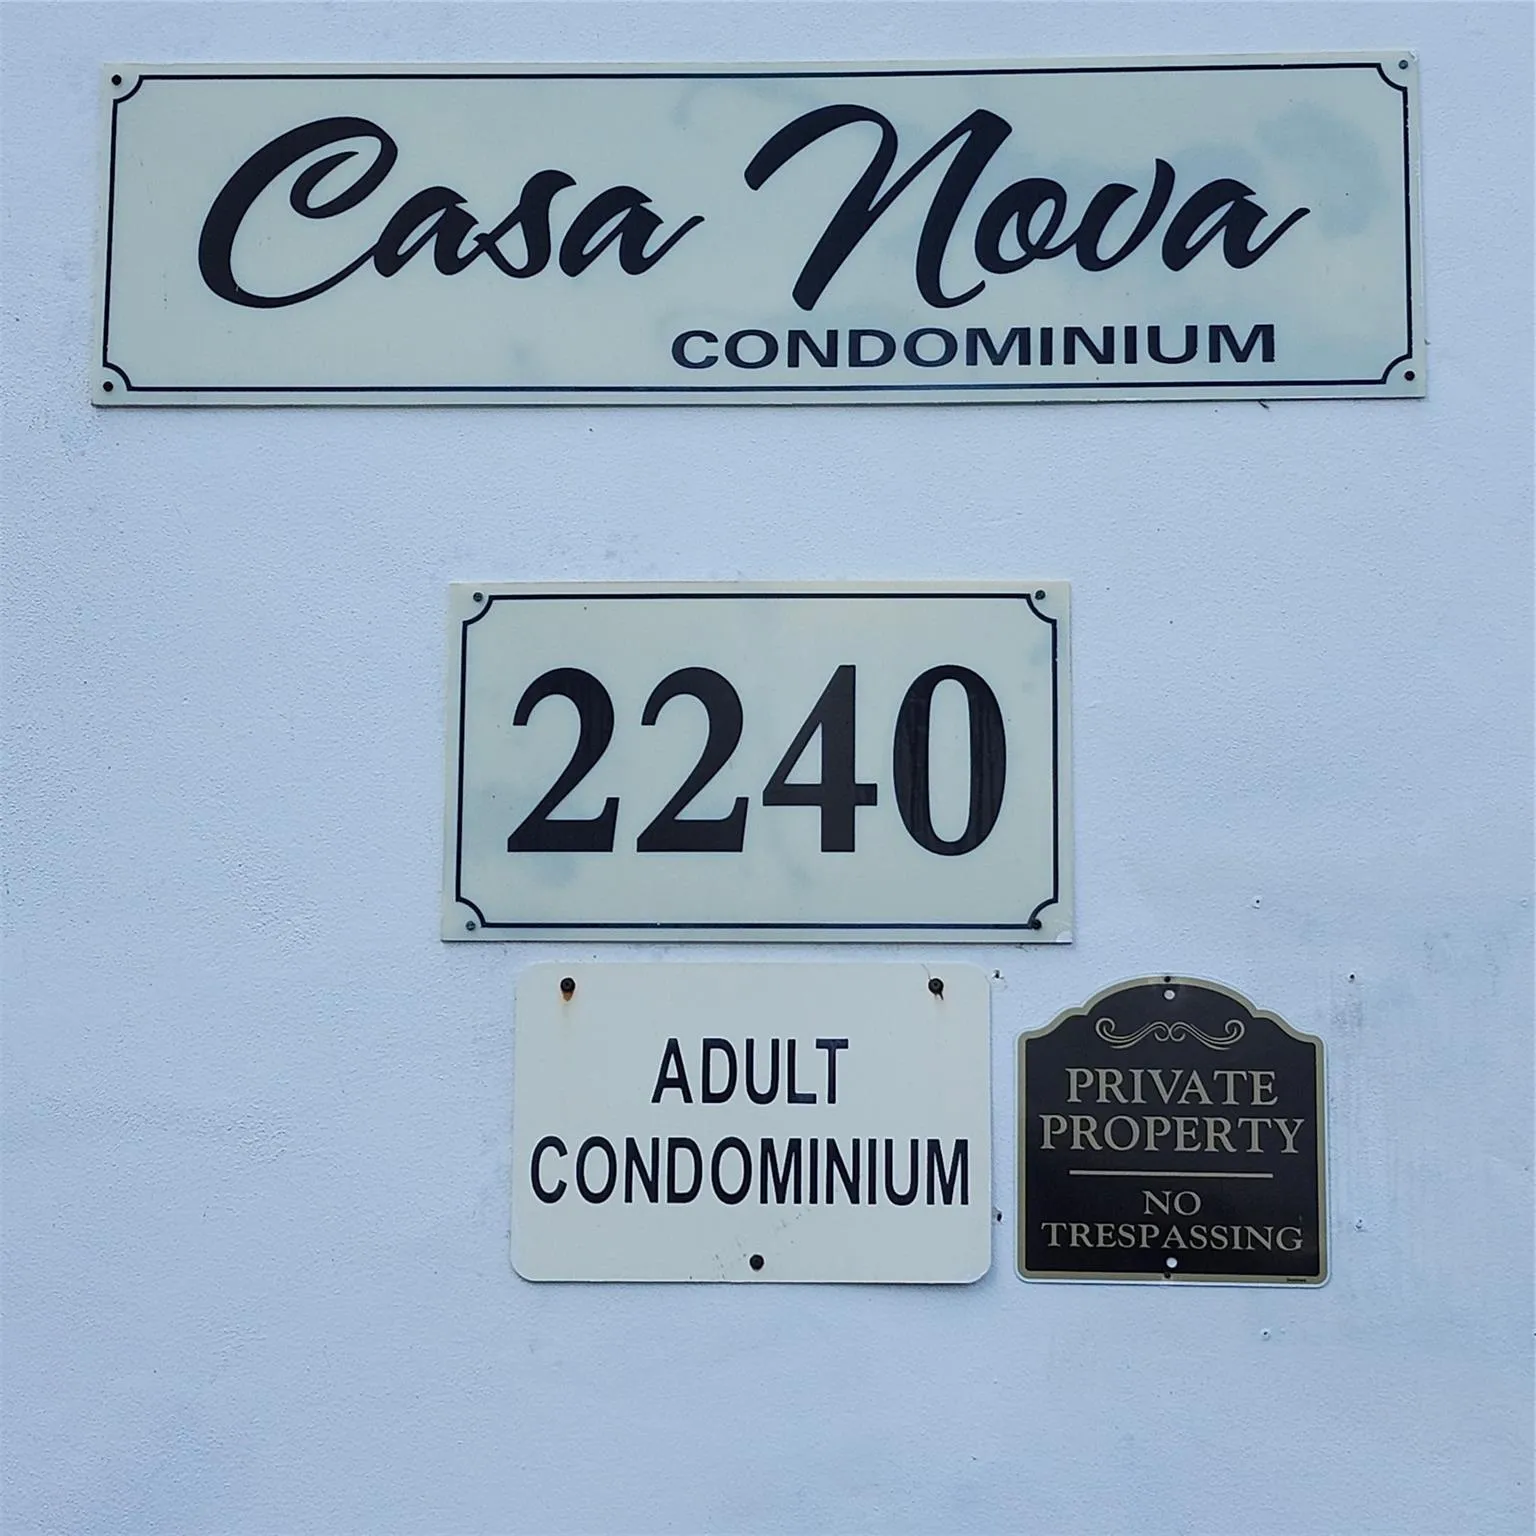 Casa Nova
CONDOMINIUM
2240
ADULT
CONDOMINIUM
PRIVATE
PROPERTY
NO
TRESPASSING